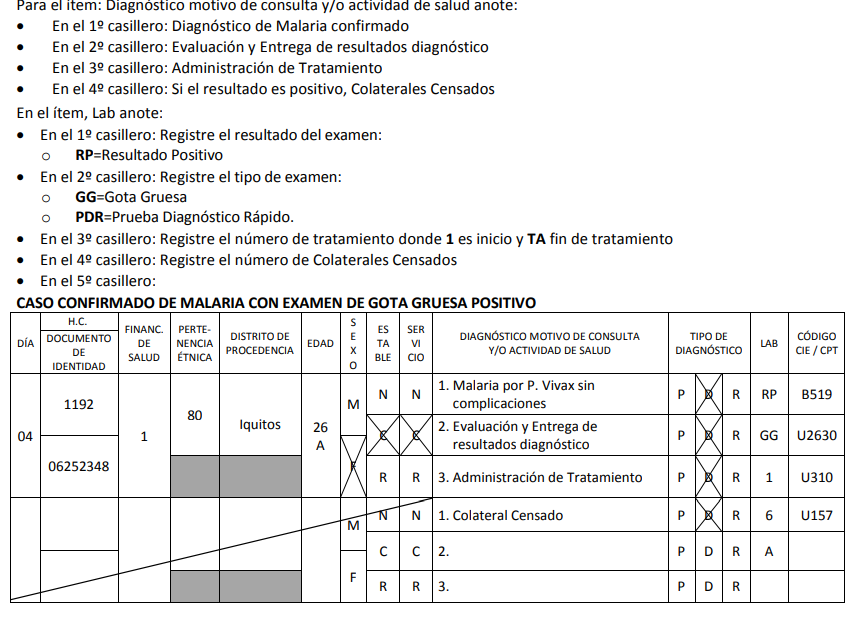 Para el ítem: Diagnóstico motivo de consulta y/o actividad de salud anote:
• En el 1º casillero: Diagnóstico de Malaria confirmado
• En el 2º casillero: Evaluación y Entrega de resultados diagnóstico
• En el 3º casillero: Administración de Tratamiento
• En el 4º casillero: Si el resultado es positivo, Colaterales Censados
En el ítem, Lab anote:
• En el 1º casillero: Registre el resultado del examen:
o RP=Resultado Positivo
• En el 2º casillero: Registre el tipo de examen:
o GG=Gota Gruesa
o PDR=Prueba Diagnóstico Rápido.
• En el 3º casillero: Registre el número de tratamiento donde 1 es inicio y TA fin de tratamiento
• En el 4º casillero: Registre el número de Colaterales Censados
• En el 5º casillero:
CASO CONFIRMADO DE MALARIA CON EXAMEN DE GOTA GRUESA POSITIVO
DÍA
H.C.
DOCUMENTO
DE
IDENTIDAD
FINANC.
DE
SALUD
PERTE-
NENCIA
ÉTNICA
DISTRITO DE
PROCEDENCIA
EDAD
S
E
X
O
ES
TA
BLE
SER
VI
CIO
DIAGNÓSTICO MOTIVO DE CONSULTA
Y/O ACTIVIDAD DE SALUD
TIPO DE
DIAGNÓSTICO
LAB
CÓDIGO
CIE / CPT
04
1192
06252348
1
80
Iquitos
26
A
M
F
N N 1. Malaria por P. Vivax sin
complicaciones
P D R RP B519
C C 2. Evaluación y Entrega de
resultados diagnóstico
P D R GG U2630
R R 3. Administración de Tratamiento P D R 1 U310
M
F
N N 1. Colateral Censado P D R 6 U157
C C 2. P D R A
R R 3. P D R